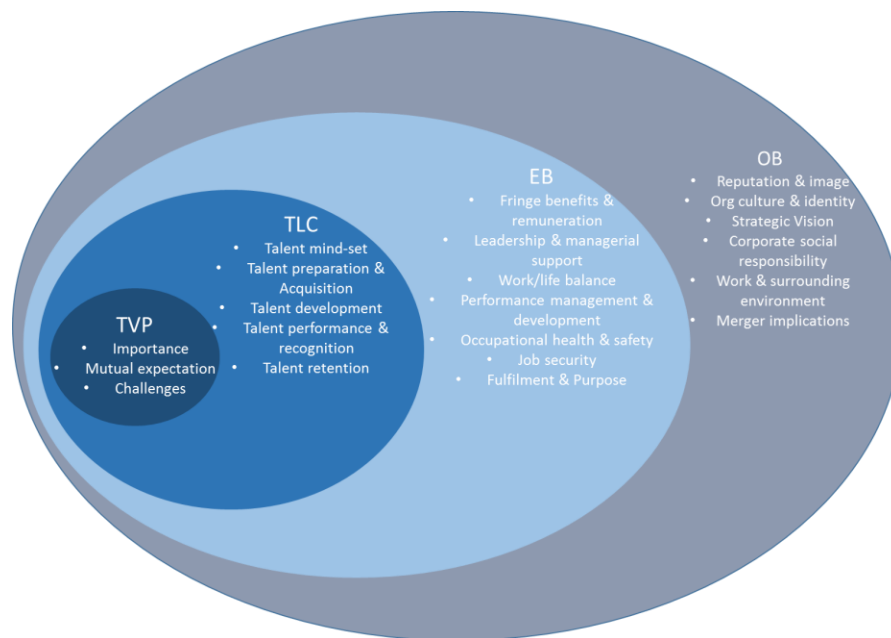 TVP
• Importance
• Mutual expectation
• Challenges
TLC
• Talent mind-set
• Talent preparation &
Acquisition
• Talent development
• Talent performance &
recognition
• Talent retention
EB
• Fringe benefits &
remuneration
• Leadership & managerial
support
• Work/life balance
• Performance management &
development
• Occupational health & safety
• Job security
• Fulfilment & Purpose
OB
• Reputation & image
• Org culture & identity
• Strategic Vision
• Corporate social
responsibility
• Work & surrounding
environment
• Merger implications